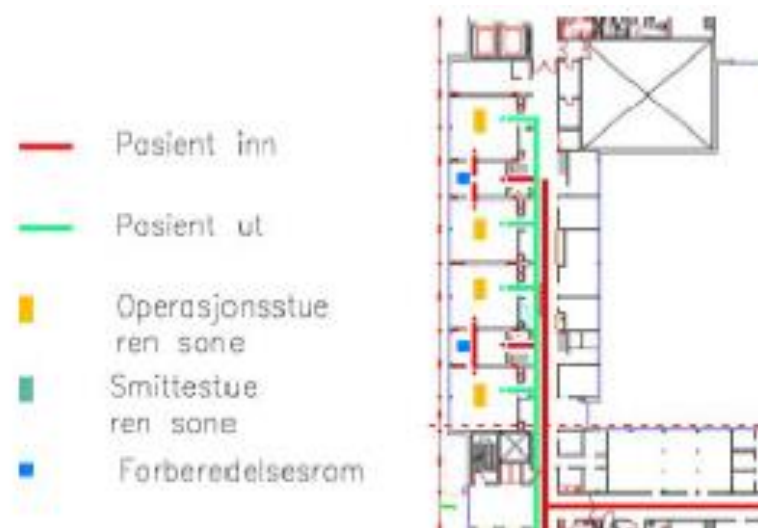 Pasient inn
Pasient ut
Operasjonsstue
ren sone
Smittestue
ren sone
Forberedelsesrom